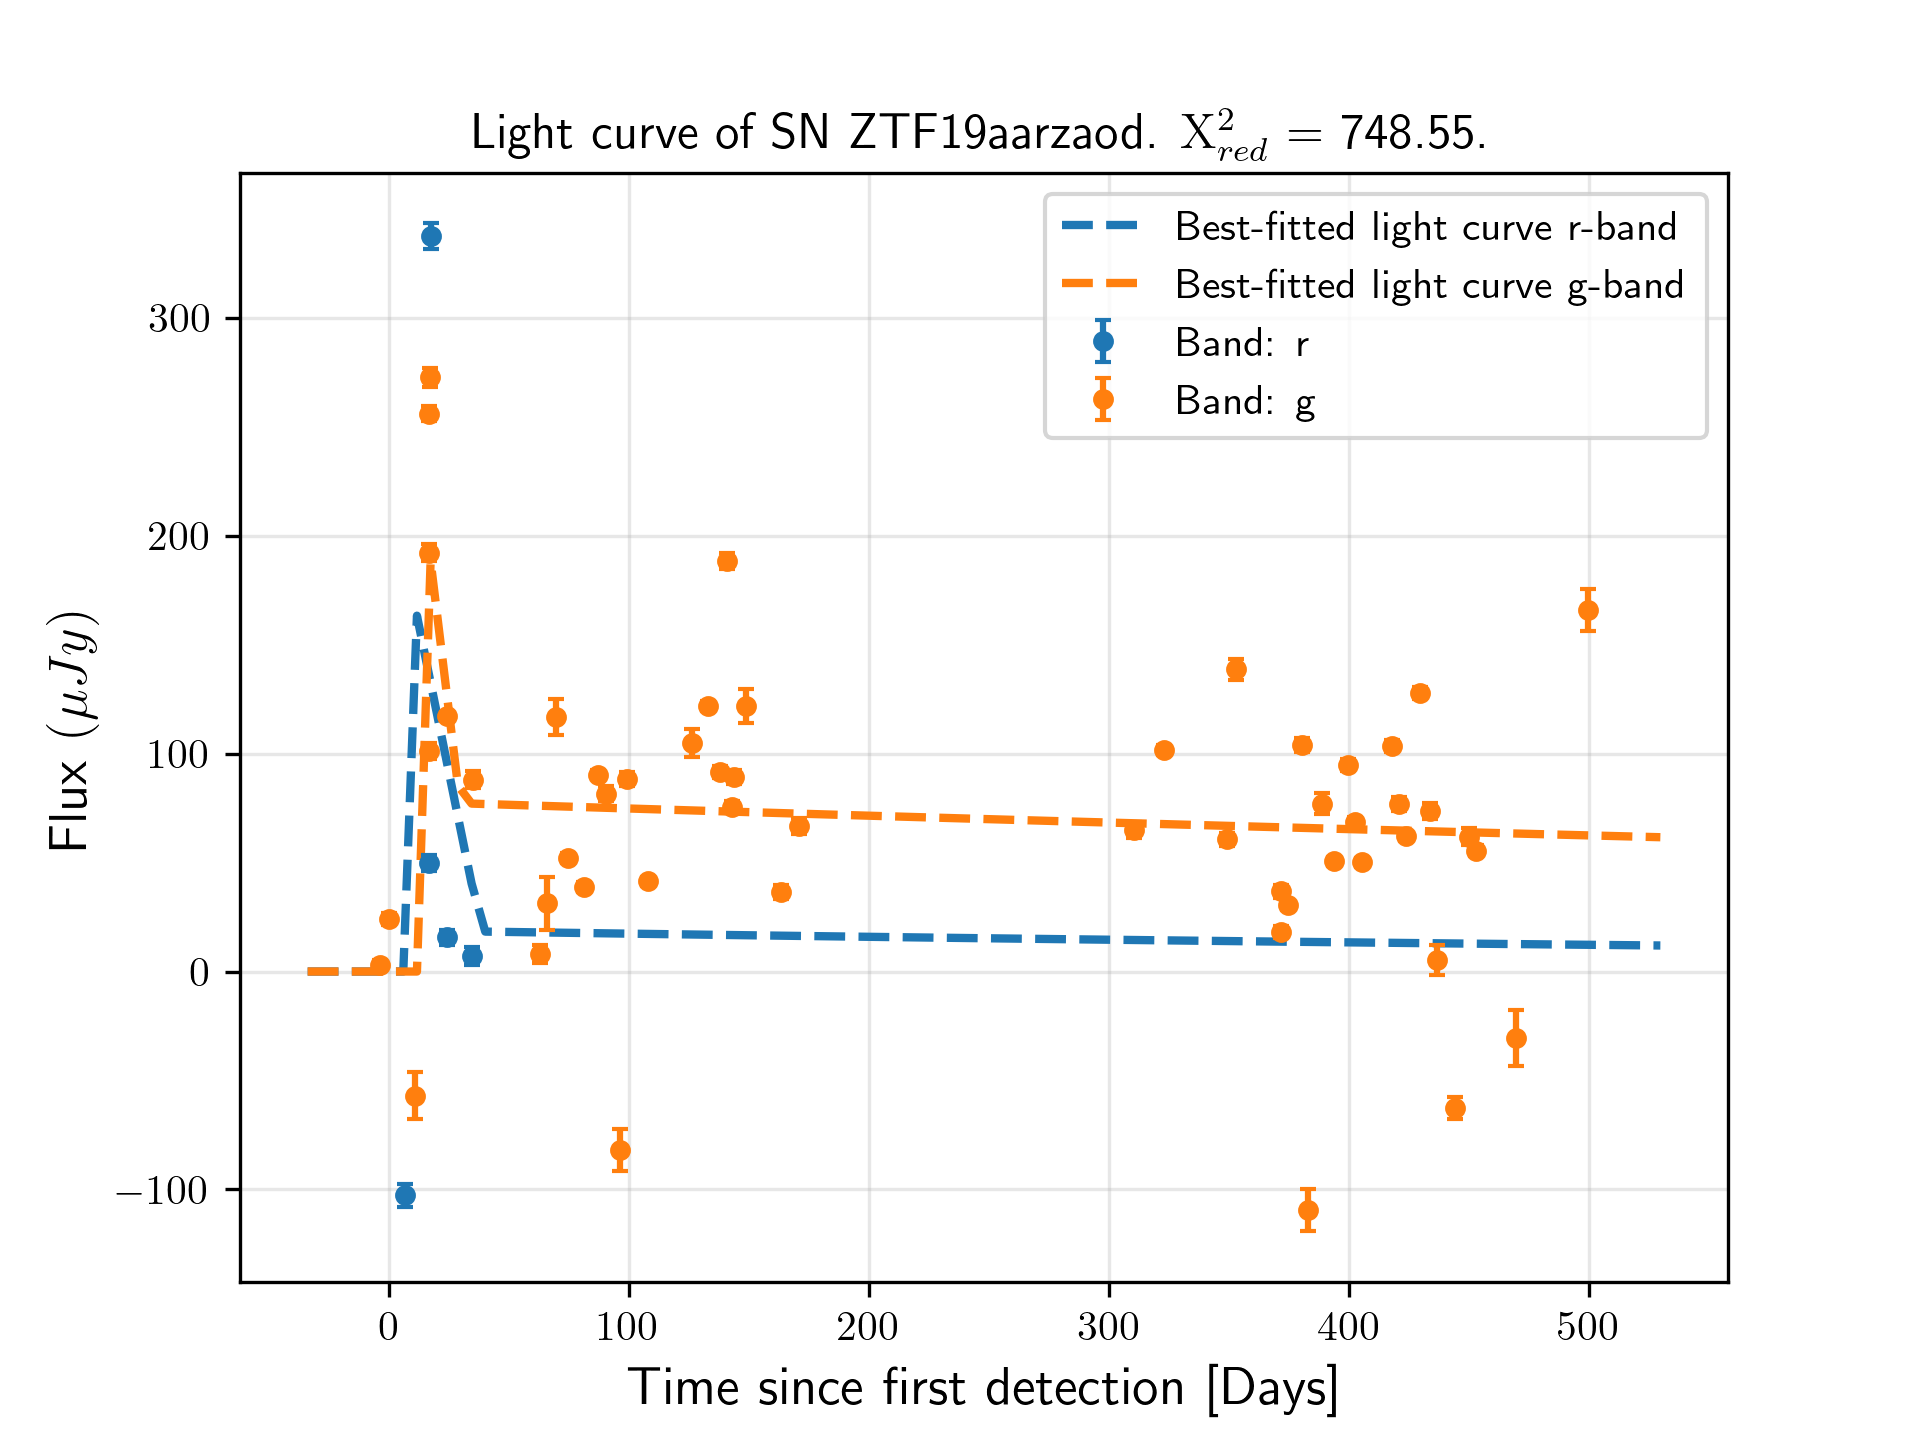 Light curve of SN ZTF19aarzaod. X²_red = 748.55.
Best-fitted light curve r-band
Best-fitted light curve g-band
Band: r
Band: g
Flux (μJy)
300
200
100
0
−100
0 100 200 300 400 500
Time since first detection [Days]